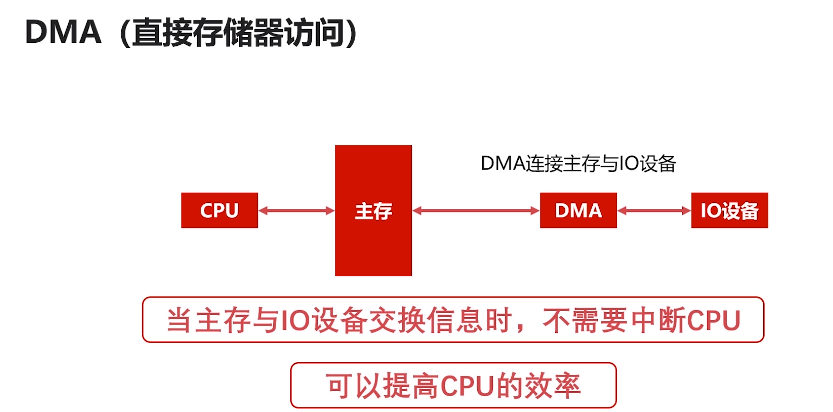 DMA（直接存储器访问）
DMA连接主存与IO设备
CPU
主存
DMA
IO设备
当主存与IO设备交换信息时，不需要中断CPU
可以提高CPU的效率